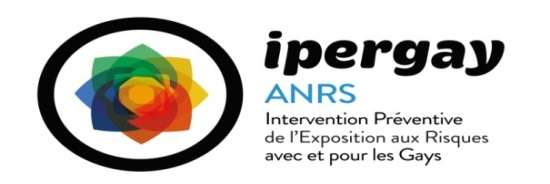 ipergay
ANRS
Intervention Préventive
de l'Exposition aux Risques
avec et pour les Gays